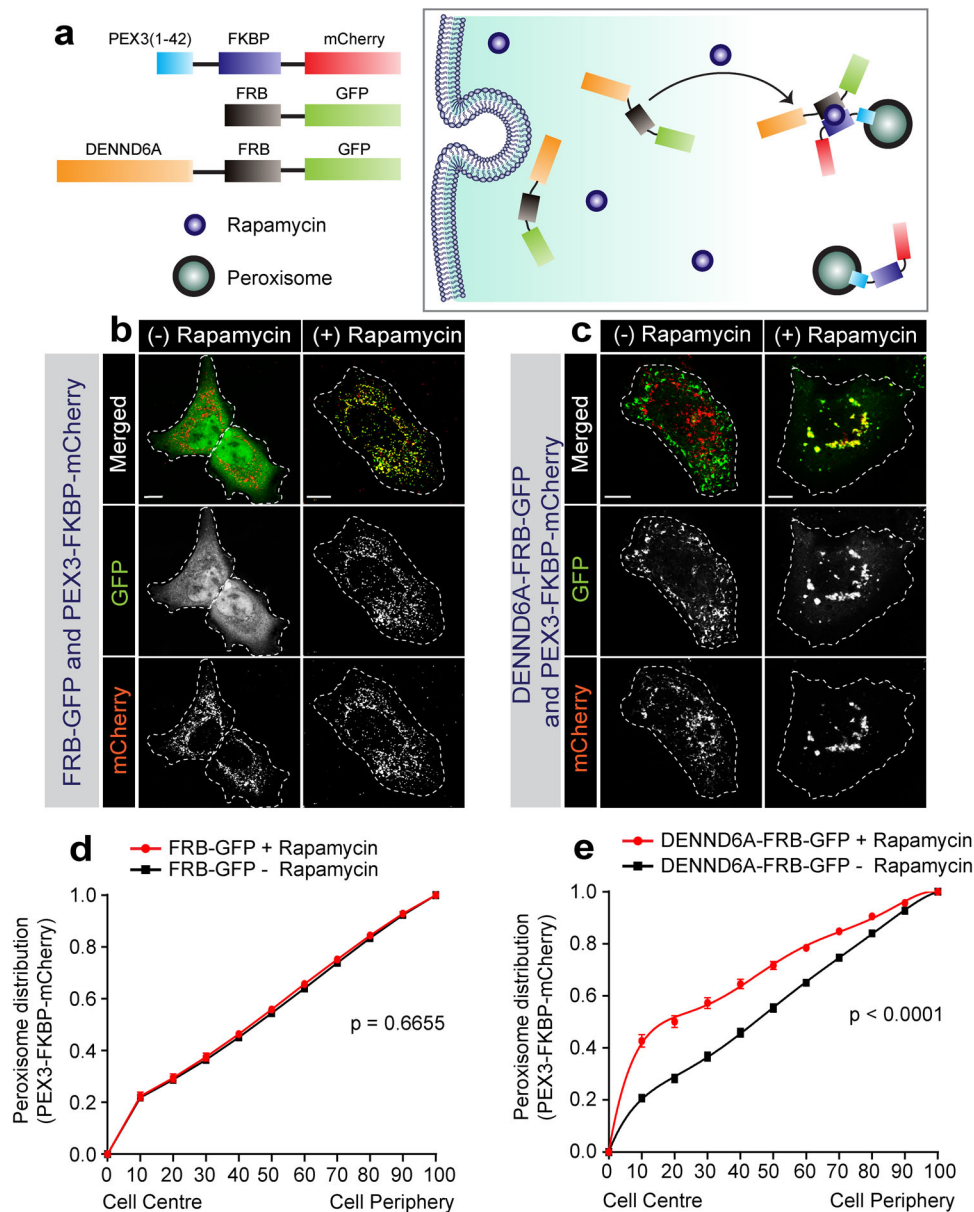 a
PEX3(1-42) FKBP mCherry
FRB GFP
DENND6A FRB GFP
Rapamycin
Peroxisome
b
(-) Rapamycin (+) Rapamycin
FRB-GFP and PEX3-FKBP-mCherry
Merged
GFP
mCherry
c
(-) Rapamycin (+) Rapamycin
DENND6A-FRB-GFP
and PEX3-FKBP-mCherry
Merged
GFP
mCherry
d
FRB-GFP + Rapamycin
FRB-GFP - Rapamycin
Peroxisome distribution
(PEX3-FKBP-mCherry)
1.0
0.8
0.6
0.4
0.2
0.0
p = 0.6655
0 10 20 30 40 50 60 70 80 90 100
Cell Centre Cell Periphery
e
DENND6A-FRB-GFP + Rapamycin
DENND6A-FRB-GFP - Rapamycin
Peroxisome distribution
(PEX3-FKBP-mCherry)
1.0
0.8
0.6
0.4
0.2
0.0
p < 0.0001
0 10 20 30 40 50 60 70 80 90 100
Cell Centre Cell Periphery